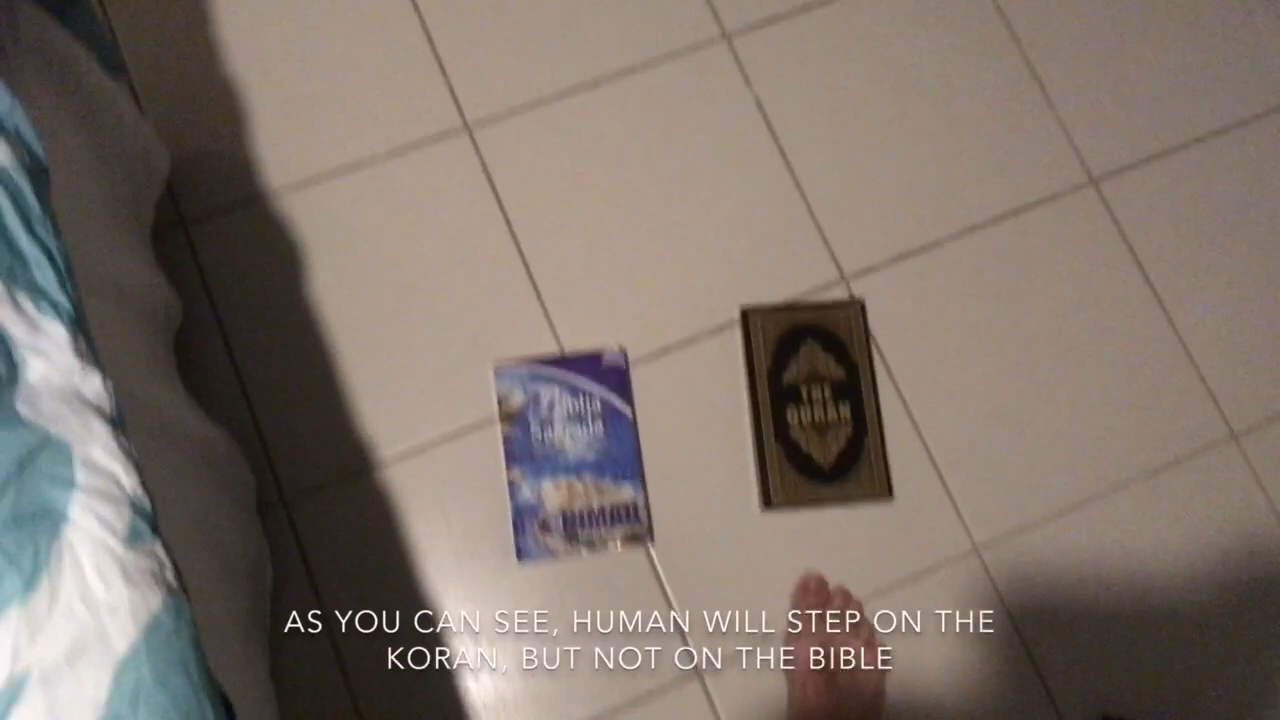 THE
QURAN
AS YOU CAN SEE, HUMAN WILL STEP ON THE
KORAN, BUT NOT ON THE BIBLE